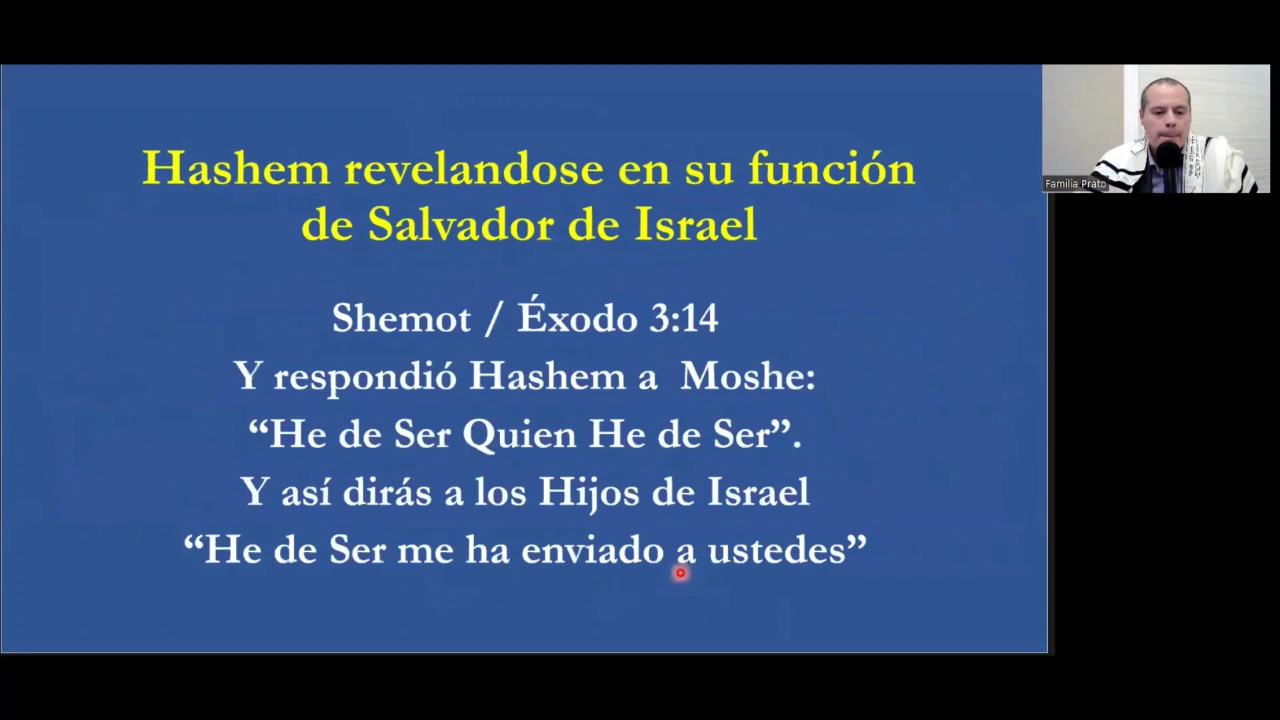 Hashem revelandose en su función
de Salvador de Israel
Shemot / Éxodo 3:14
Y respondió Hashem a  Moshe:
“He de Ser Quien He de Ser”.
Y así dirás a los Hijos de Israel
“He de Ser me ha enviado a ustedes”
Familia Prato